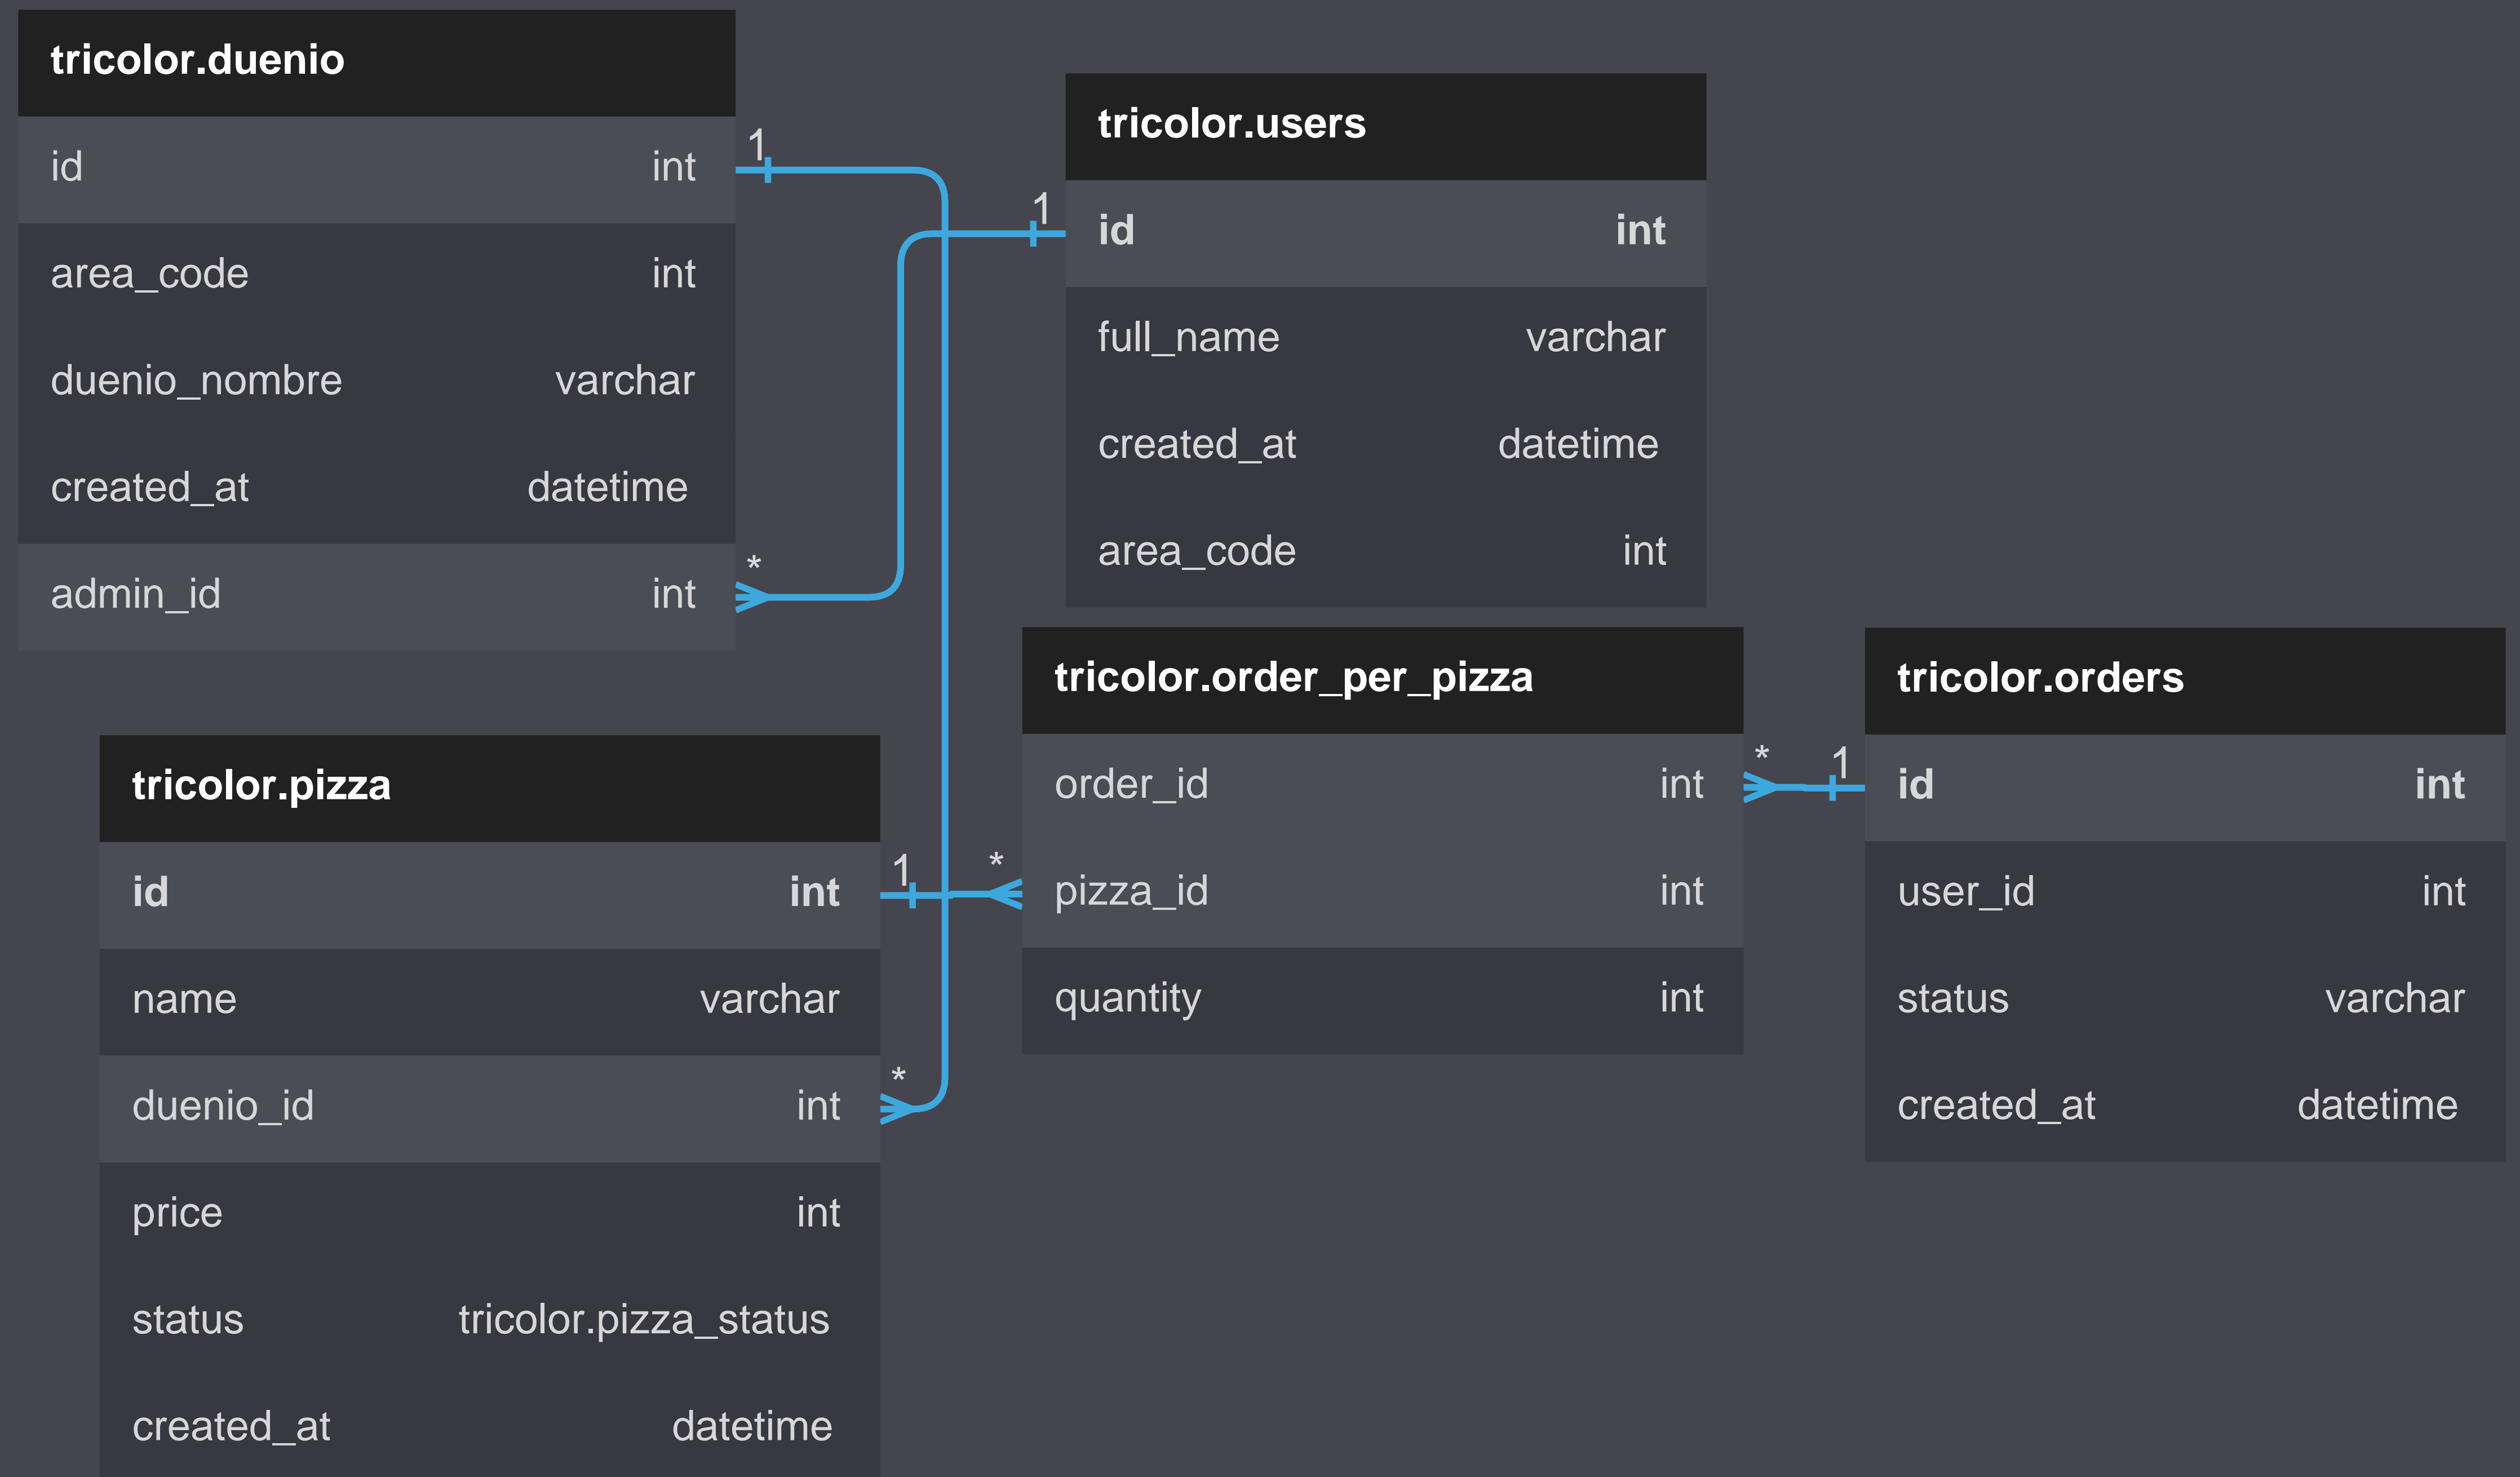 tricolor.duenio
id int
area_code int
duenio_nombre varchar
created_at datetime
admin_id int
1
*
tricolor.users
1
id int
full_name varchar
created_at datetime
area_code int
tricolor.pizza
id int
name varchar
duenio_id int
price int
status tricolor.pizza_status
created_at datetime
1
*
*
tricolor.order_per_pizza
order_id int
pizza_id int
quantity int
*
1
tricolor.orders
id int
user_id int
status varchar
created_at datetime